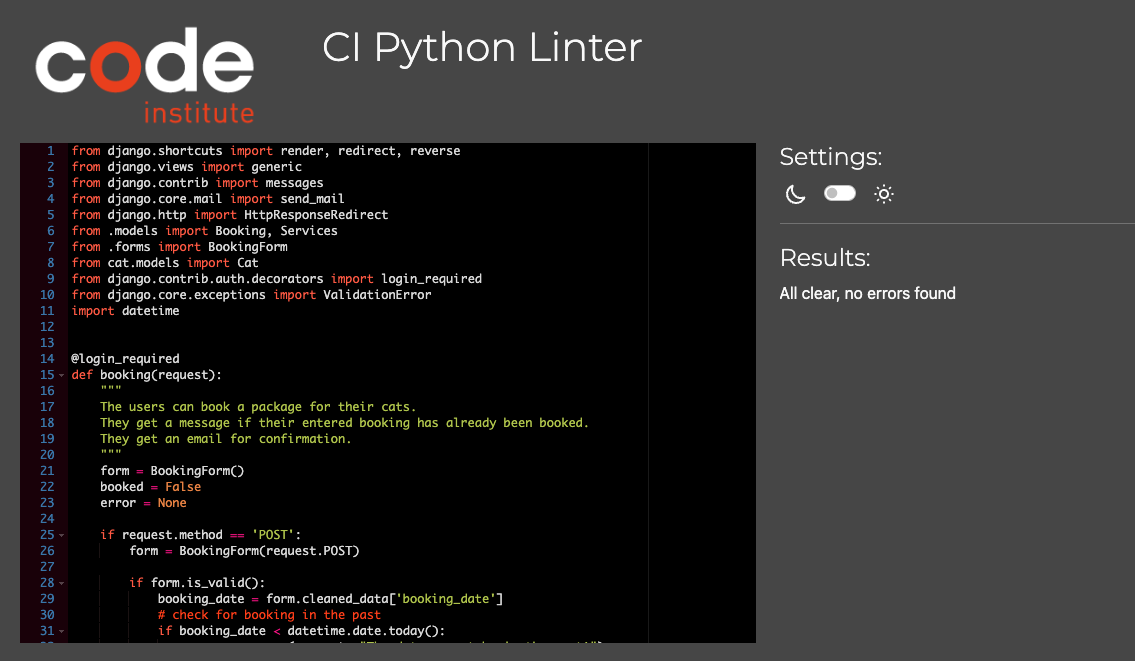 code
institute
CI Python Linter
1 from django.shortcuts import render, redirect, reverse
2 from django.views import generic
3 from django.contrib import messages
4 from django.core.mail import send_mail
5 from django.http import HttpResponseRedirect
6 from .models import Booking, Services
7 from .forms import BookingForm
8 from cat.models import Cat
9 from django.contrib.auth.decorators import login_required
10 from django.core.exceptions import ValidationError
11 import datetime
12
13
14 @login_required
15 def booking(request):
16     """
17     The users can book a package for their cats.
18     They get a message if their entered booking has already been booked.
19     They get an email for confirmation.
20     """
21     form = BookingForm()
22     booked = False
23     error = None
24
25     if request.method == 'POST':
26         form = BookingForm(request.POST)
27
28         if form.is_valid():
29             booking_date = form.cleaned_data['booking_date']
30             # check for booking in the past
31             if booking_date < datetime.date.today():
Settings:
Results:
All clear, no errors found